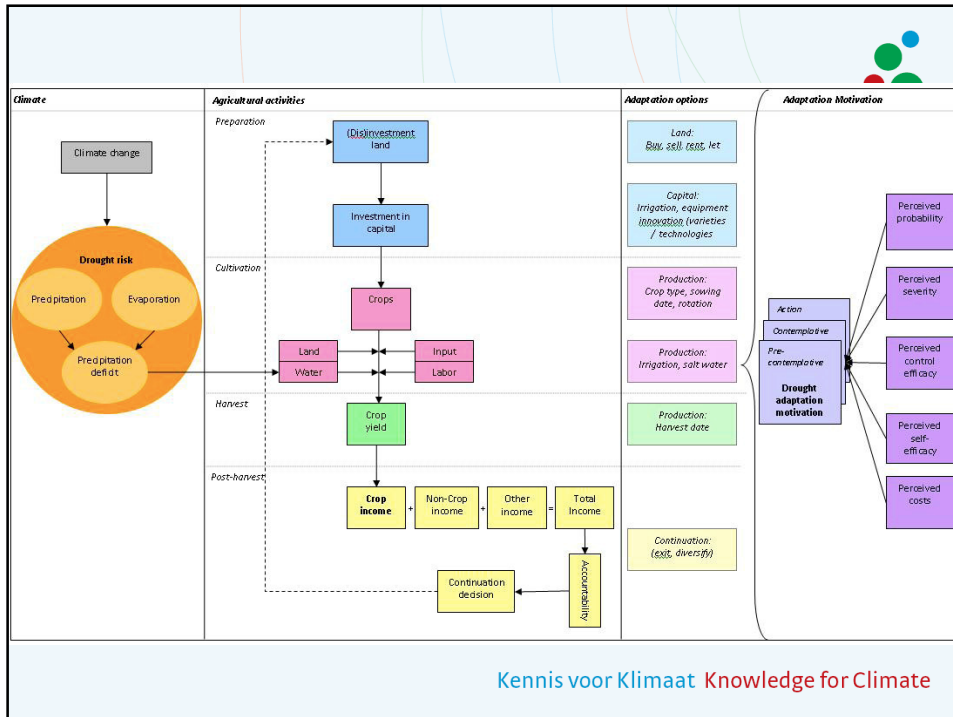 Climate
Agricultural activities
Adaptation options
Adaptation Motivation
Climate change
Drought risk
Precipitation
Evaporation
Precipitation
deficit
Preparation
(Dis)investment
land
Investment in
capital
Cultivation
Crops
Land
Input
Water
Labor
Harvest
Crop
yield
Post-harvest
Crop
income
+
Non-Crop
income
+
Other
income
=
Total
Income
Accountability
Continuation
decision
Land:
Buy, sell, rent, let
Capital:
Irrigation, equipment
innovation (varieties
/ technologies
Production:
Crop type, sowing
date, rotation
Production:
Irrigation, salt water
Production:
Harvest date
Continuation:
(exit, diversify)
Action
Contemplative
Pre-
contemplative
Drought
adaptation
motivation
Perceived
probability
Perceived
severity
Perceived
control
efficacy
Perceived
self-
efficacy
Perceived
costs
Kennis voor Klimaat Knowledge for Climate